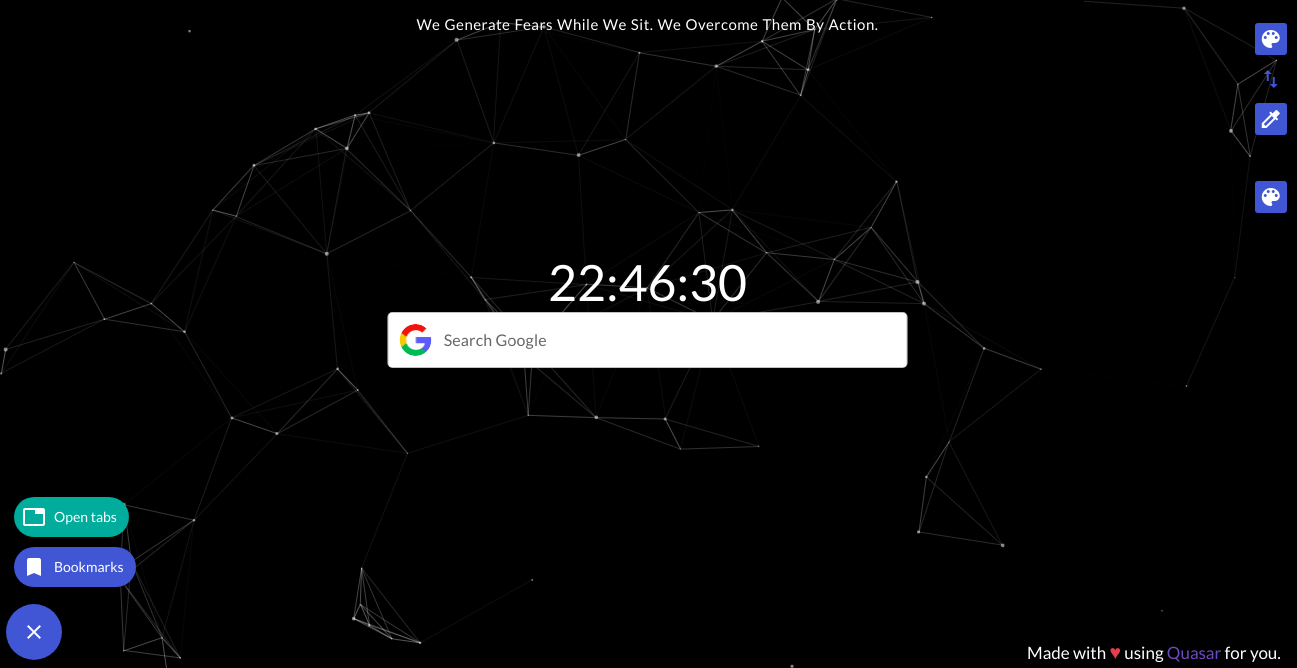 We Generate Fears While We Sit. We Overcome Them By Action.
22:46:30
Search Google
Open tabs
Bookmarks
Made with ♥ using Quasar for you.